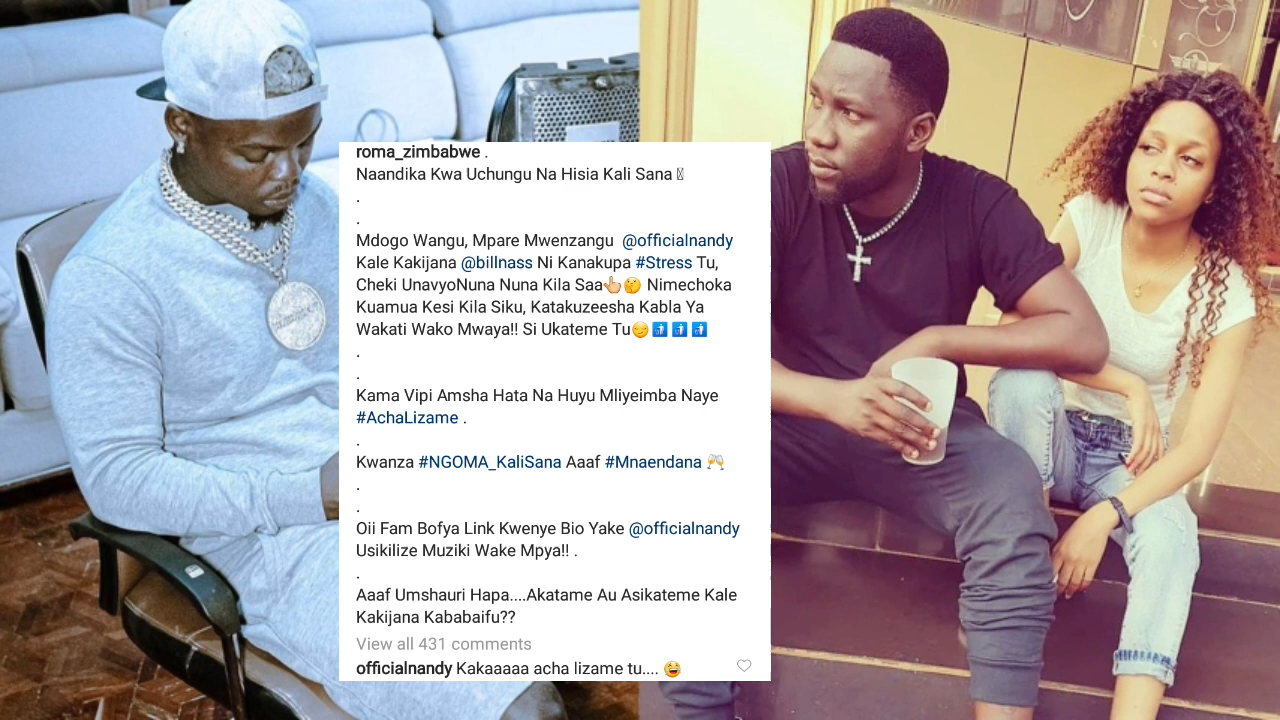 roma_zimbabwe .
Naandika Kwa Uchungu Na Hisia Kali Sana
.
.
Mdogo Wangu, Mpare Mwenzangu @officialnandy
Kale Kakijana @billnass Ni Kanakupa #Stress Tu,
Cheki UnavyoNuna Nuna Kila Saa👆🤔 Nimechoka
Kuamua Kesi Kila Siku, Katakuzeesha Kabla Ya
Wakati Wako Mwaya!! Si Ukateme Tu😏🚮🚮🚮
.
.
Kama Vipi Amsha Hata Na Huyu Mliyeimba Naye
#AchaLizame .
.
Kwanza #NGOMA_KaliSana Aaaf #Mnaendana 🥂
.
.
Oii Fam Bofya Link Kwenye Bio Yake @officialnandy
Usikilize Muziki Wake Mpya!! .
.
Aaaf Umshauri Hapa....Akatame Au Asikateme Kale
Kakijana Kababaifu??
View all 431 comments
officialnandy Kakaaaaa acha lizame tu.... 😂